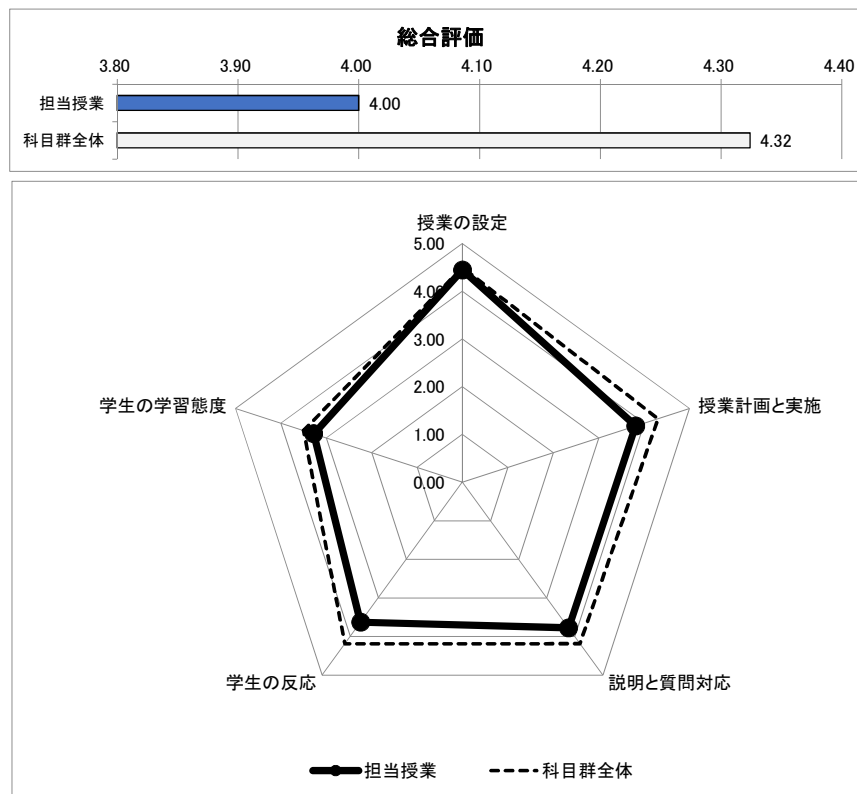 総合評価
3.80 3.90 4.00 4.10 4.20 4.30 4.40
担当授業 4.00
科目群全体 4.32
授業の設定
5.00
4.00
3.00
2.00
1.00
0.00
学生の学習態度
授業計画と実施
学生の反応
説明と質問対応
担当授業 科目群全体